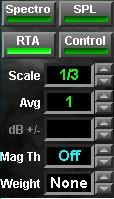 Spectro SPL
RTA Control
Scale 1/3
Avg 1
dB +/-
Mag Th Off
Weight None